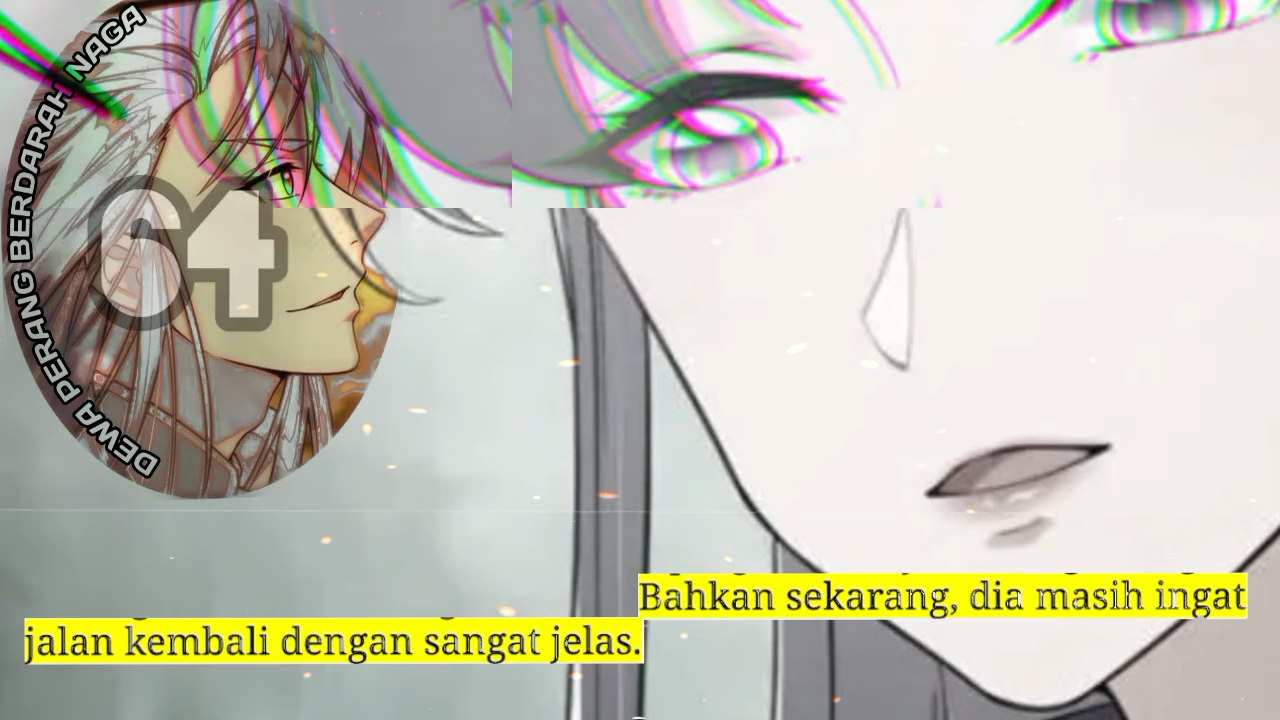 DEWA PERANG BERDARAH NAGA
64
Bahkan sekarang, dia masih ingat
jalan kembali dengan sangat jelas.